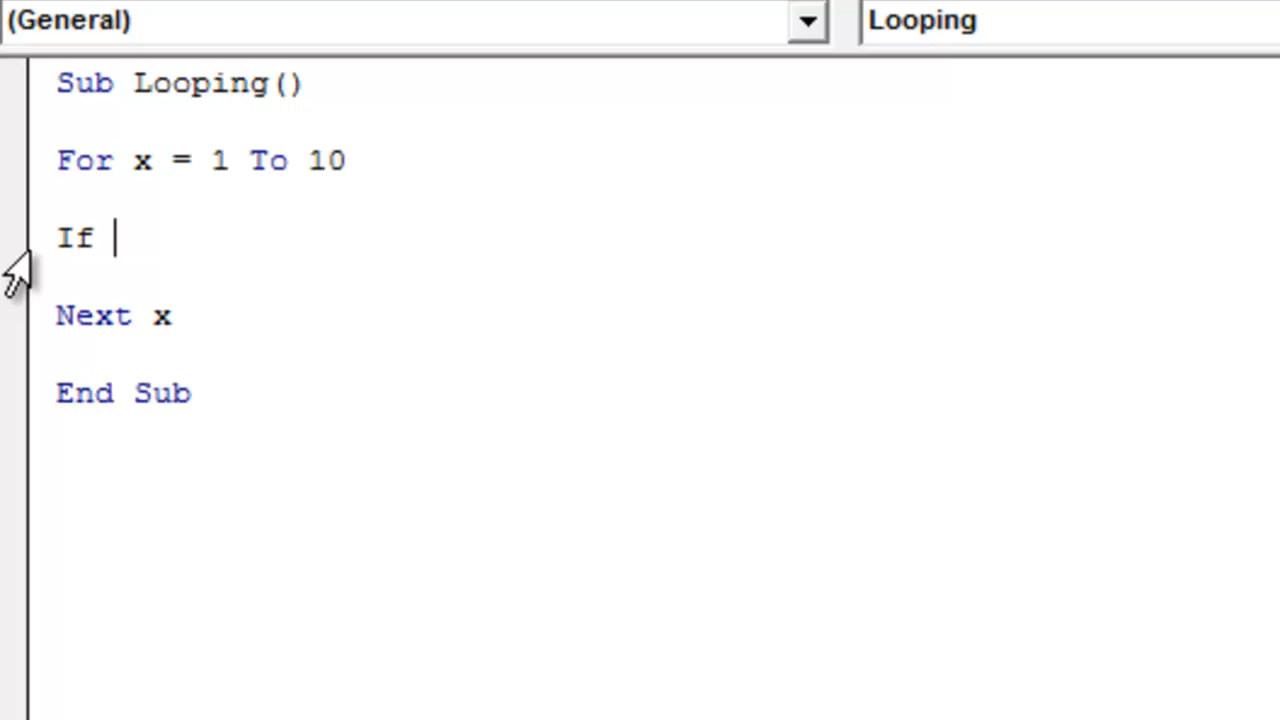 (General) Looping
Sub Looping()
For x = 1 To 10
If
Next x
End Sub